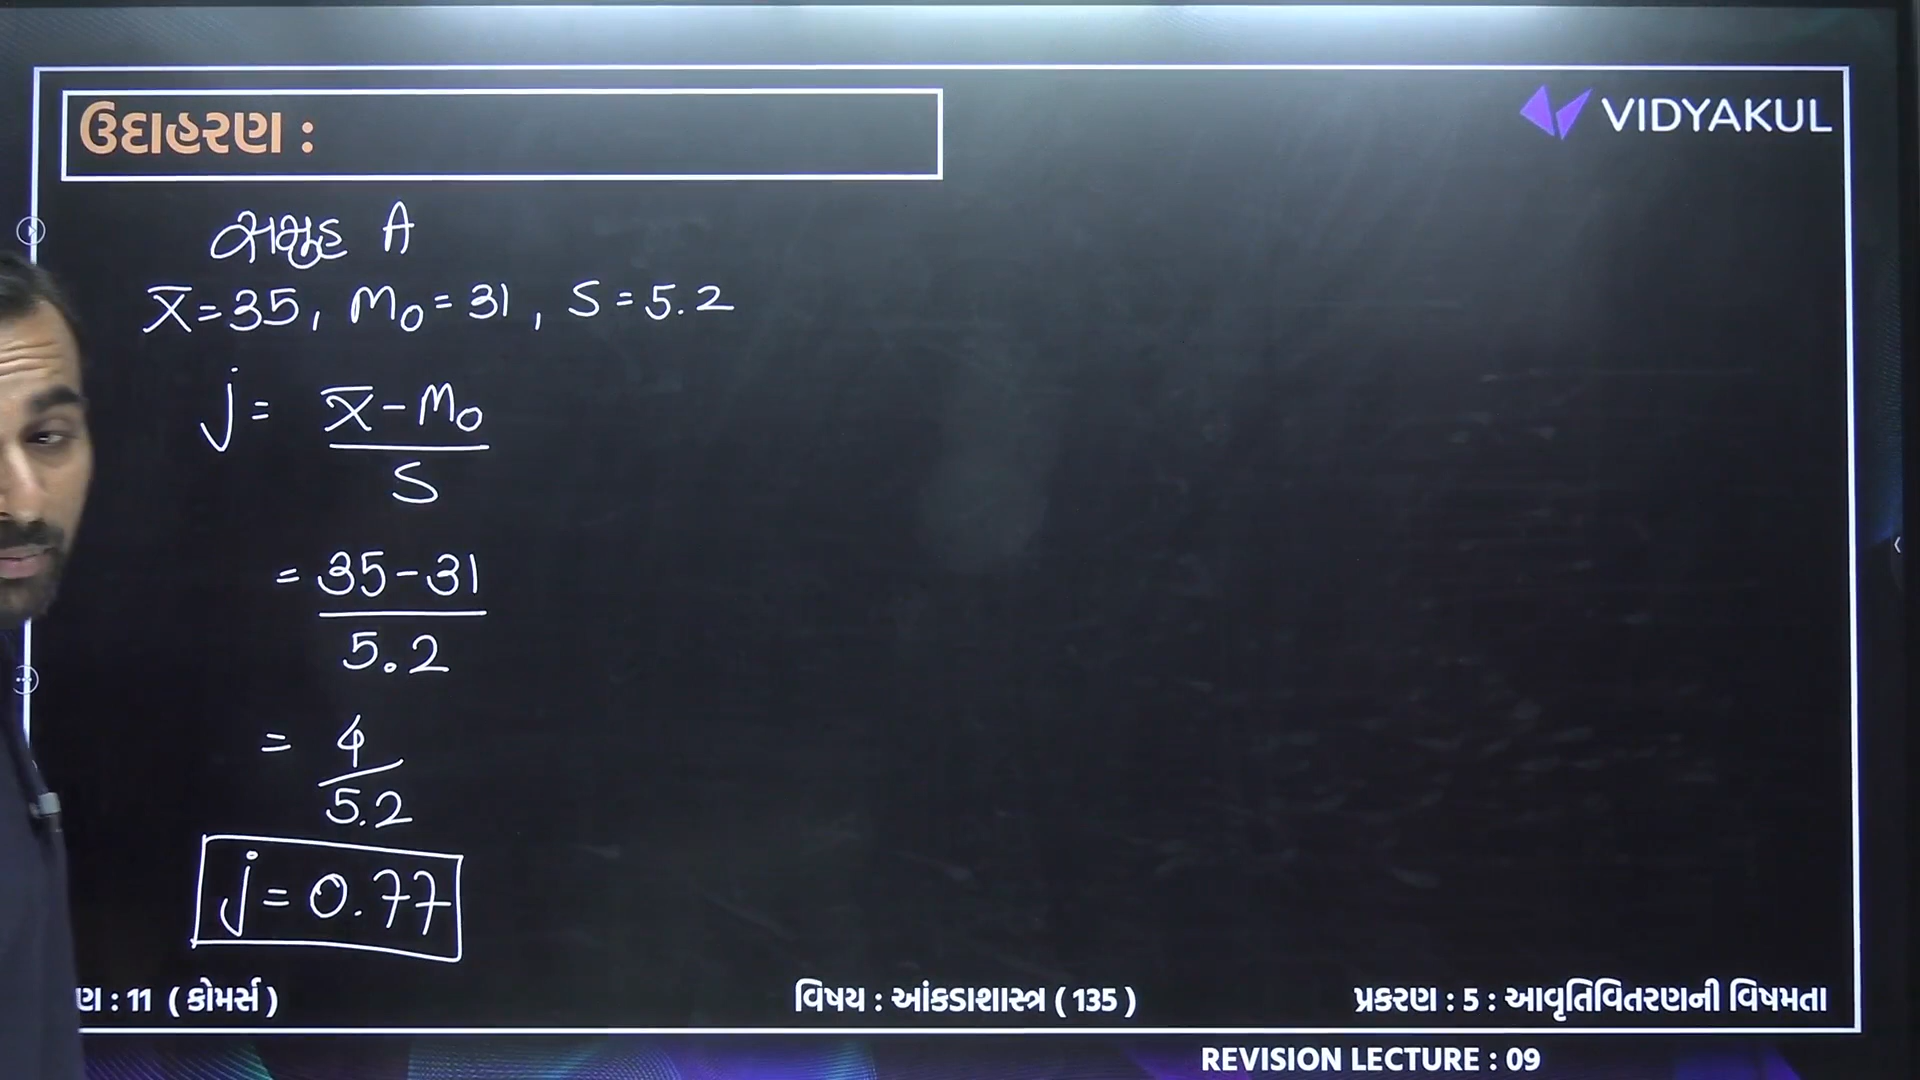 ઉદાહરણ :
VIDYAKUL
સમૂહ A
x̅ = 35, M₀ = 31, S = 5.2
j = x̅ - M₀ / S
= 35 - 31 / 5.2
= 4 / 5.2
j = 0.77
ણ : 11 ( કોમર્સ )
વિષય : આંકડાશાસ્ત્ર ( 135 )
પ્રકરણ : 5 : આવૃતિવિતરણની વિષમતા
REVISION LECTURE : 09